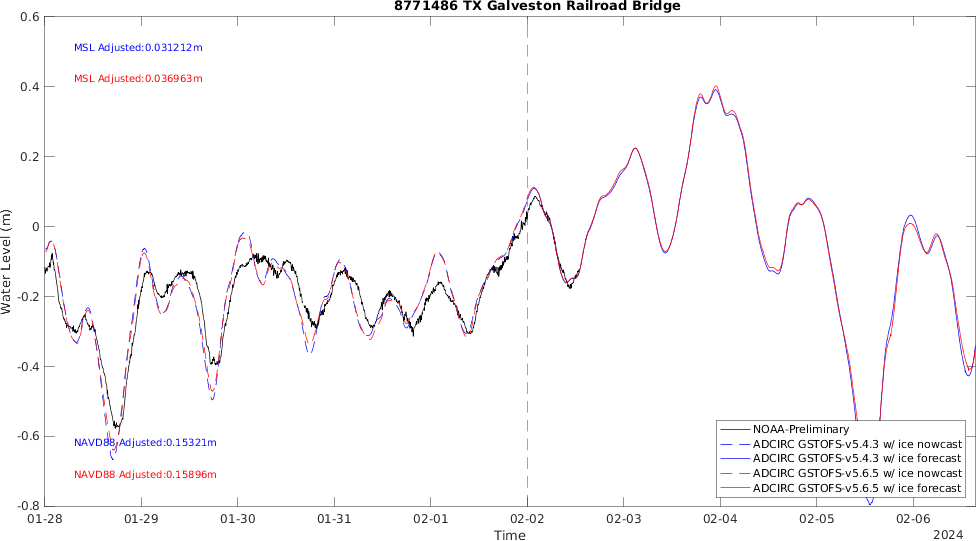 8771486 TX Galveston Railroad Bridge
0.6
0.4
0.2
0
-0.2
-0.4
-0.6
-0.8
Water Level (m)
MSL Adjusted:0.031212m
MSL Adjusted:0.036963m
NAVD88 Adjusted:0.15321m
NAVD88 Adjusted:0.15896m
NOAA-Preliminary
ADCIRC GSTOFS-v5.4.3 w/ ice nowcast
ADCIRC GSTOFS-v5.4.3 w/ ice forecast
ADCIRC GSTOFS-v5.6.5 w/ ice nowcast
ADCIRC GSTOFS-v5.6.5 w/ ice forecast
01-28 01-29 01-30 01-31 02-01 02-02 02-03 02-04 02-05 02-06
Time
2024